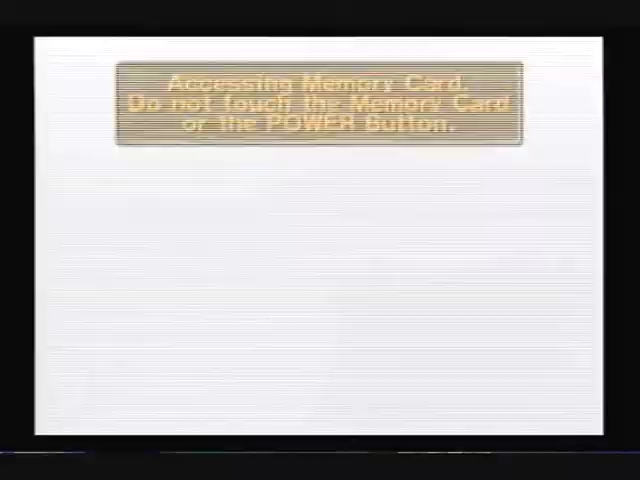 Accessing Memory Card.
Do not touch the Memory Card
or the POWER Button.